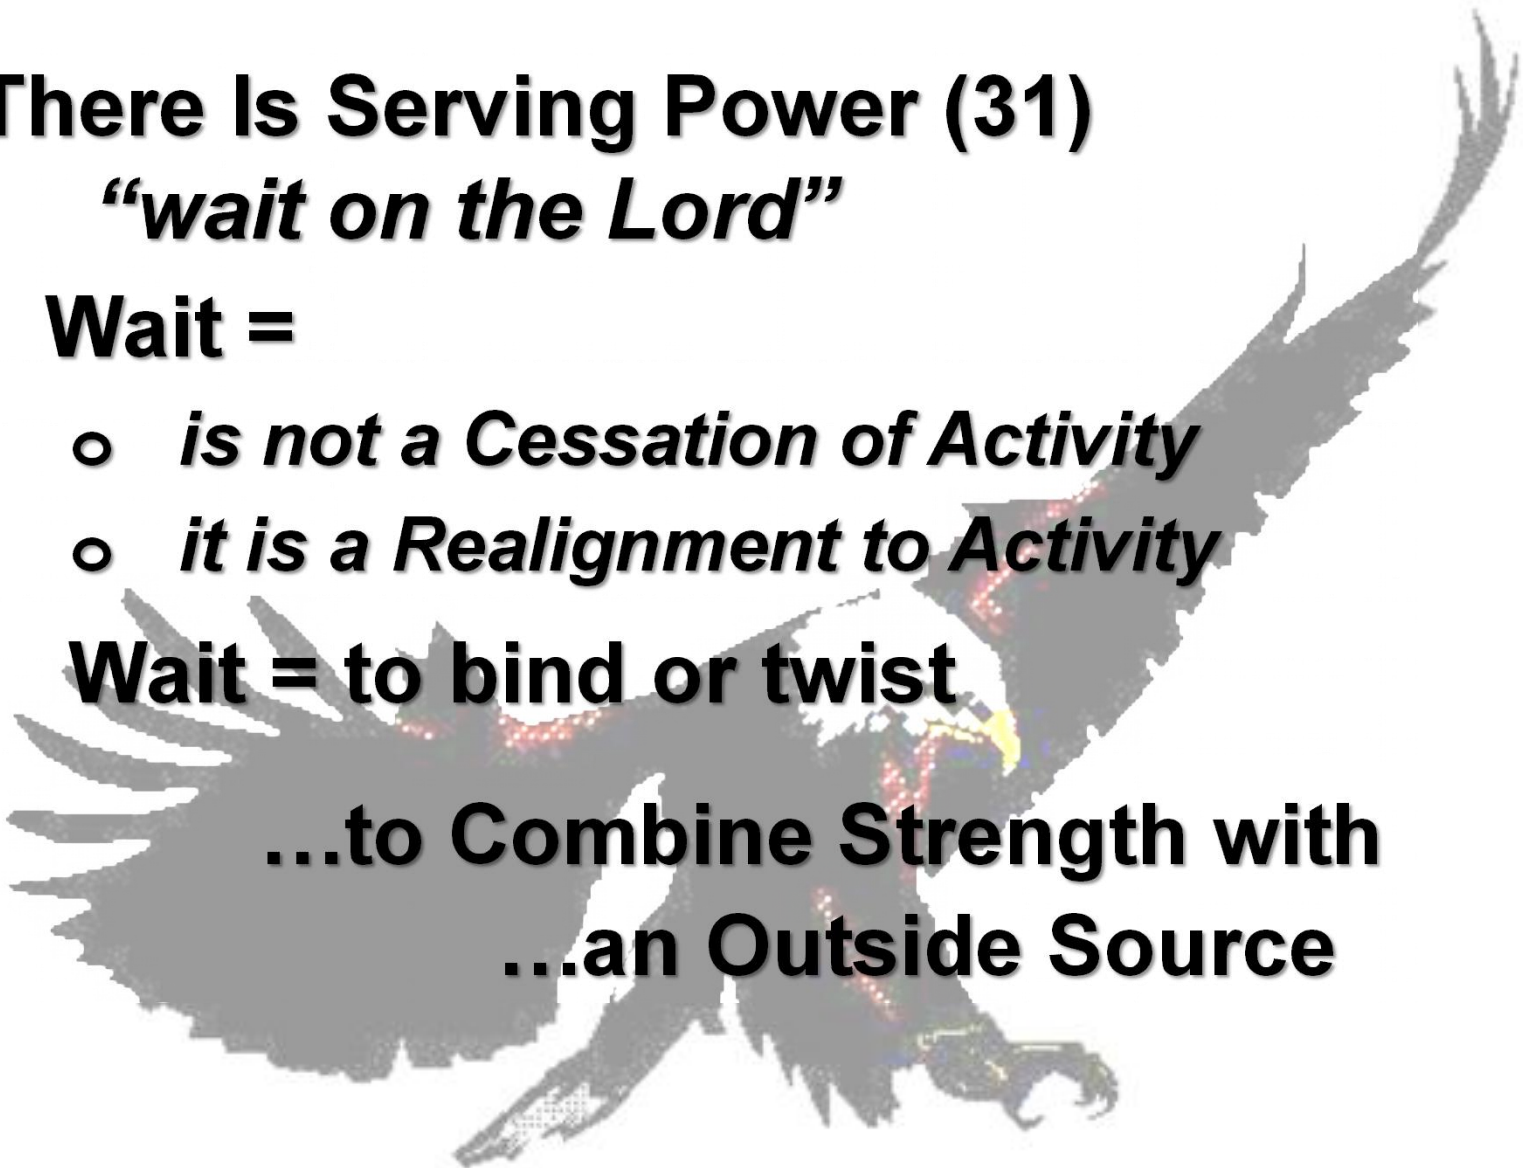 There Is Serving Power (31)
“wait on the Lord”
Wait =
o is not a Cessation of Activity
o it is a Realignment to Activity
Wait = to bind or twist
…to Combine Strength with
…an Outside Source